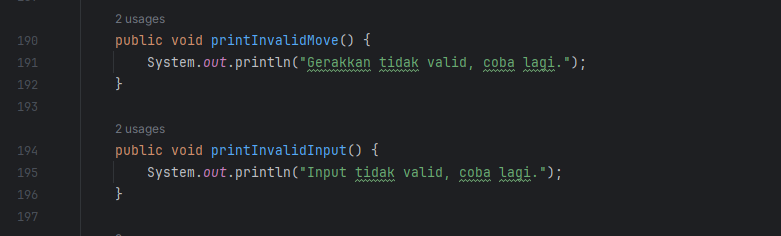 2 usages
190 public void printInvalidMove() {
191 System.out.println("Gerakkan tidak valid, coba lagi.");
192 }
193
2 usages
194 public void printInvalidInput() {
195 System.out.println("Input tidak valid, coba lagi.");
196 }
197